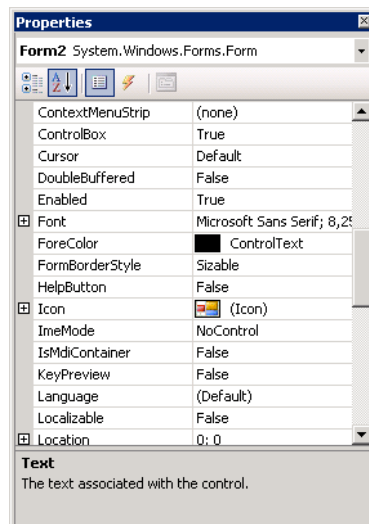 Properties
Form2 System.Windows.Forms.Form
ContextMenuStrip (none)
ControlBox True
Cursor Default
DoubleBuffered False
Enabled True
Font Microsoft Sans Serif; 8,25
ForeColor ControlText
FormBorderStyle Sizable
HelpButton False
Icon (Icon)
ImeMode NoControl
IsMdiContainer False
KeyPreview False
Language (Default)
Localizable False
Location 0; 0
Text
The text associated with the control.